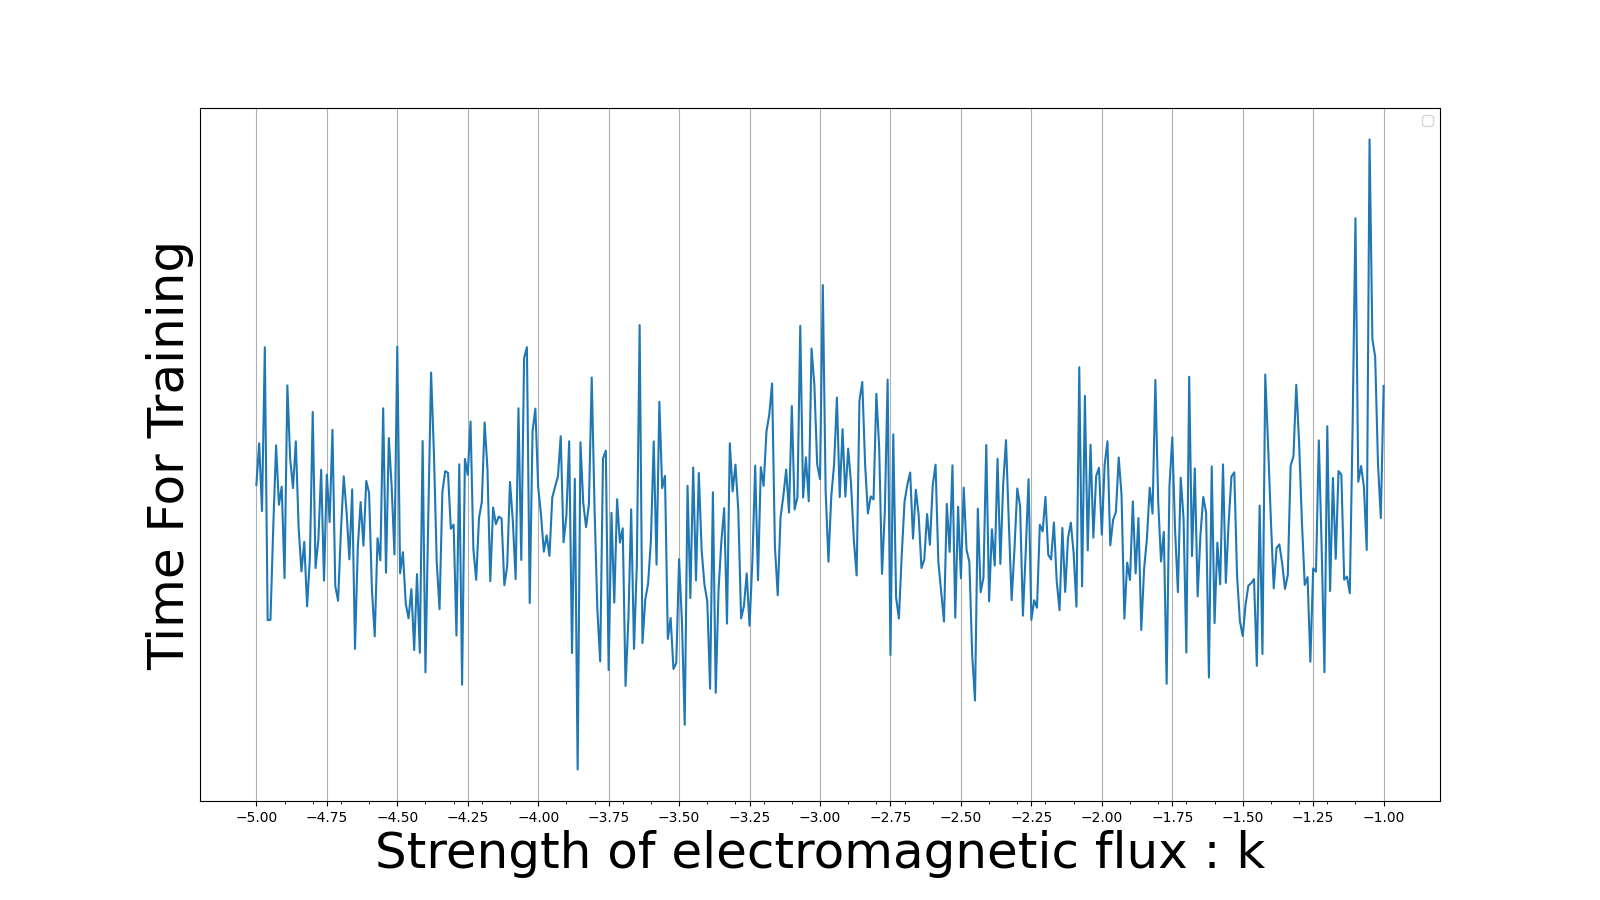 Time For Training
−5.00 −4.75 −4.50 −4.25 −4.00 −3.75 −3.50 −3.25 −3.00 −2.75 −2.50 −2.25 −2.00 −1.75 −1.50 −1.25 −1.00
Strength of electromagnetic flux : k